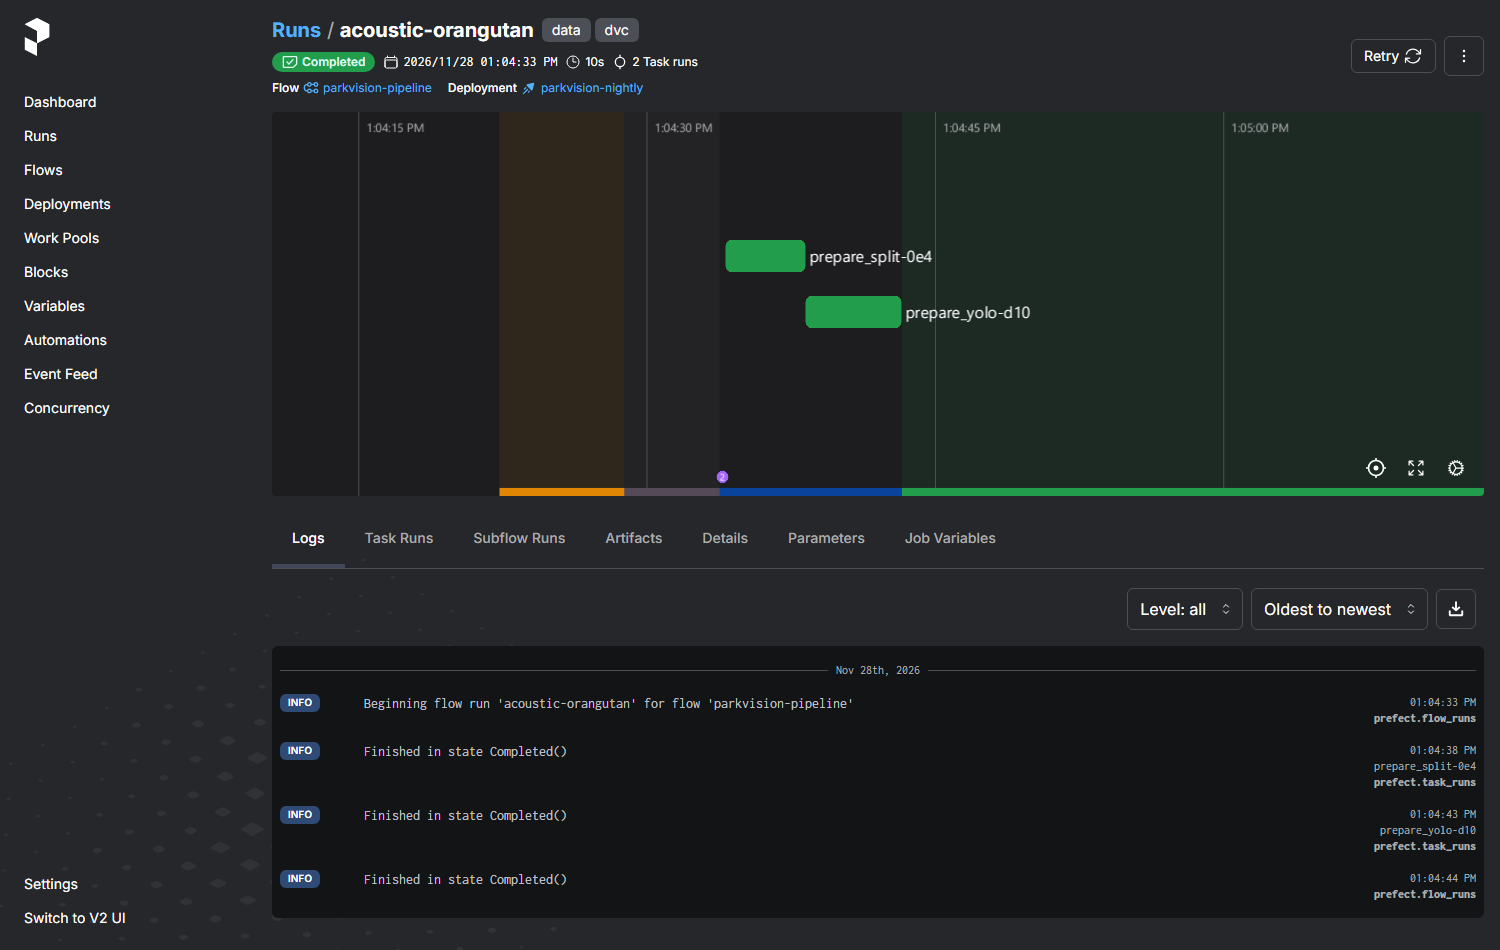 Runs / acoustic-orangutan data dvc
Completed 2026/11/28 01:04:33 PM 10s 2 Task runs
Flow parkvision-pipeline Deployment parkvision-nightly
Retry
Dashboard
Runs
Flows
Deployments
Work Pools
Blocks
Variables
Automations
Event Feed
Concurrency
Settings
Switch to V2 UI
1:04:15 PM 1:04:30 PM 1:04:45 PM 1:05:00 PM
prepare_split-0e4
prepare_yolo-d10
2
Logs Task Runs Subflow Runs Artifacts Details Parameters Job Variables
Level: all Oldest to newest
Nov 28th, 2026
INFO Beginning flow run 'acoustic-orangutan' for flow 'parkvision-pipeline' 01:04:33 PM
prefect.flow_runs
INFO Finished in state Completed() 01:04:38 PM
prepare_split-0e4
prefect.task_runs
INFO Finished in state Completed() 01:04:43 PM
prepare_yolo-d10
prefect.task_runs
INFO Finished in state Completed() 01:04:44 PM
prefect.flow_runs